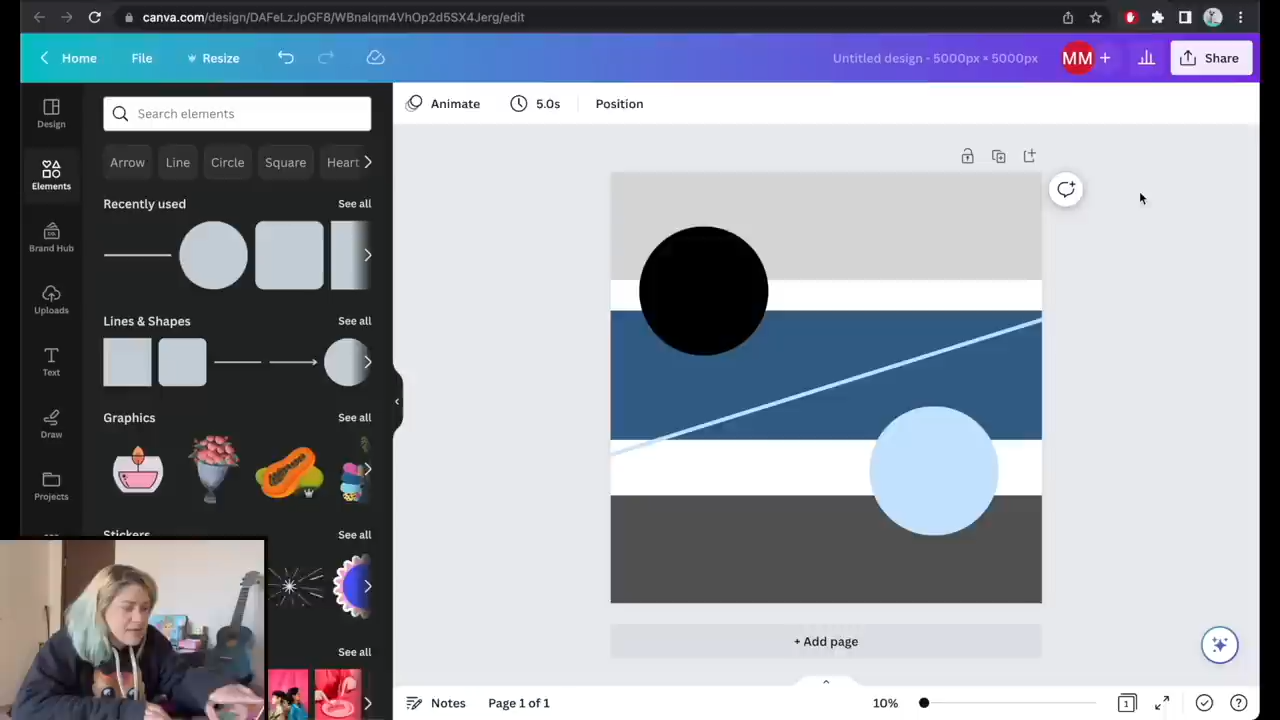 canva.com/design/DAFeLzJpGF8/WBnalqm4VhOp2d5SX4Jerg/edit
Home
File
Resize
Untitled design - 5000px × 5000px
MM
+
Share
Design
Elements
Brand Hub
Uploads
Text
Draw
Projects
Search elements
Arrow
Line
Circle
Square
Heart
Recently used
See all
Lines & Shapes
See all
Graphics
See all
Stickers
See all
See all
Animate
5.0s
Position
+ Add page
Notes
Page 1 of 1
10%
1